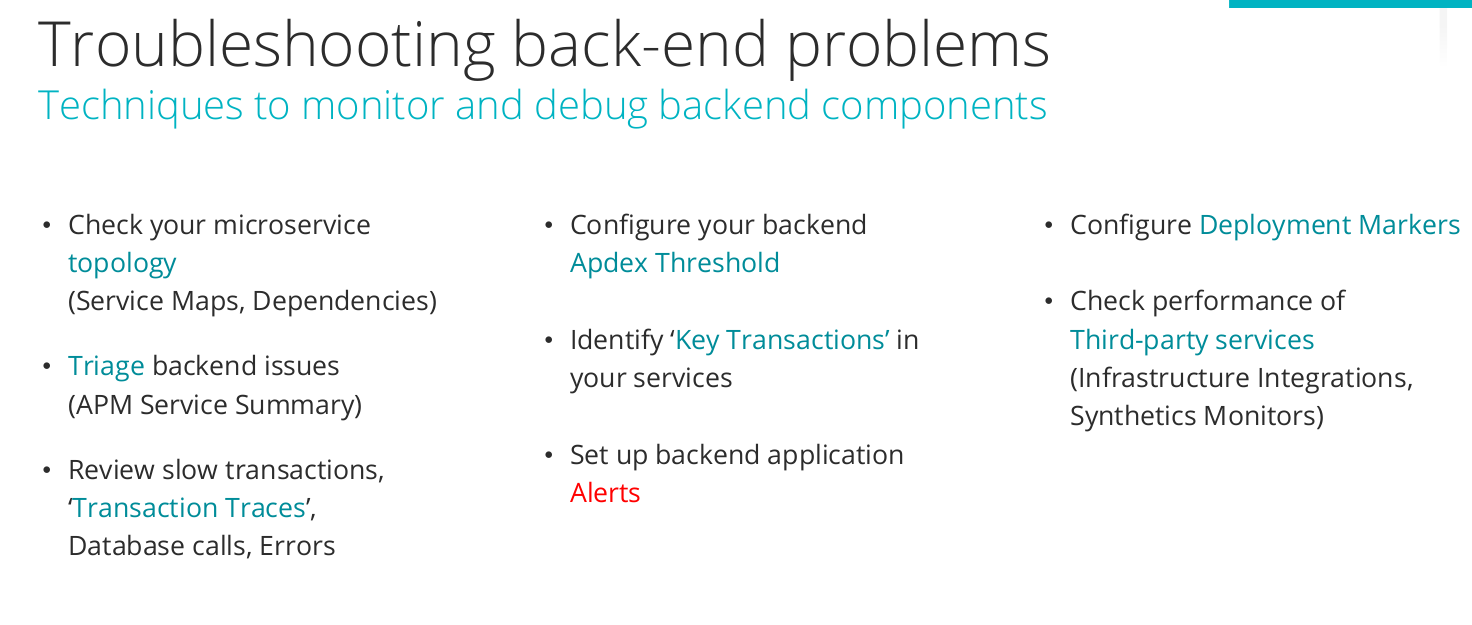 Troubleshooting back-end problems
Techniques to monitor and debug backend components
• Check your microservice
topology
(Service Maps, Dependencies)
• Triage backend issues
(APM Service Summary)
• Review slow transactions,
‘Transaction Traces’,
Database calls, Errors
• Configure your backend
Apdex Threshold
• Identify ‘Key Transactions’ in
your services
• Set up backend application
Alerts
• Configure Deployment Markers
• Check performance of
Third-party services
(Infrastructure Integrations,
Synthetics Monitors)